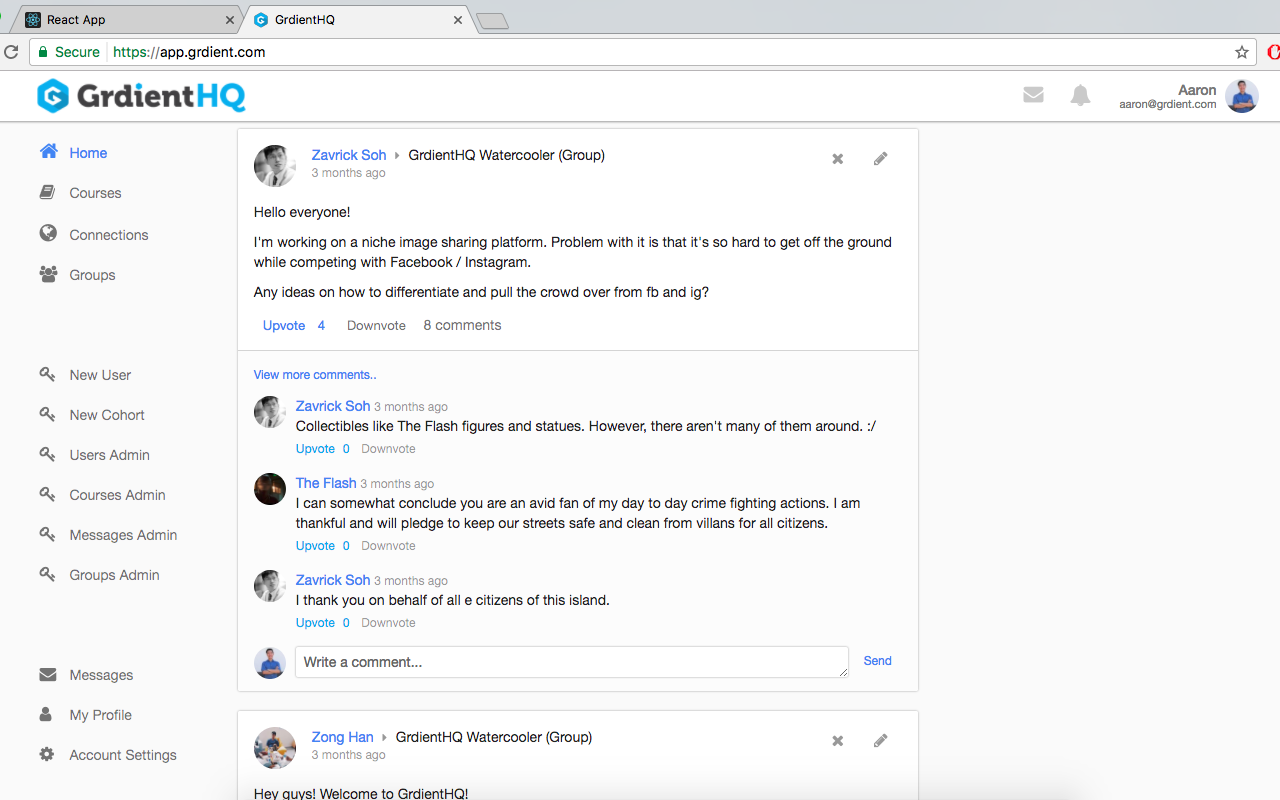 React App
GrdientHQ
Secure
https://app.grdient.com
GrdientHQ
Aaron
aaron@grdient.com
Home
Courses
Connections
Groups
New User
New Cohort
Users Admin
Courses Admin
Messages Admin
Groups Admin
Messages
My Profile
Account Settings
Zavrick Soh GrdientHQ Watercooler (Group)
3 months ago
Hello everyone!
I'm working on a niche image sharing platform. Problem with it is that it's so hard to get off the ground
while competing with Facebook / Instagram.
Any ideas on how to differentiate and pull the crowd over from fb and ig?
Upvote 4 Downvote 8 comments
View more comments..
Zavrick Soh 3 months ago
Collectibles like The Flash figures and statues. However, there aren't many of them around. :/
Upvote 0 Downvote
The Flash 3 months ago
I can somewhat conclude you are an avid fan of my day to day crime fighting actions. I am
thankful and will pledge to keep our streets safe and clean from villans for all citizens.
Upvote 0 Downvote
Zavrick Soh 3 months ago
I thank you on behalf of all e citizens of this island.
Upvote 0 Downvote
Write a comment...
Send
Zong Han GrdientHQ Watercooler (Group)
3 months ago
Hey guys! Welcome to GrdientHQ!